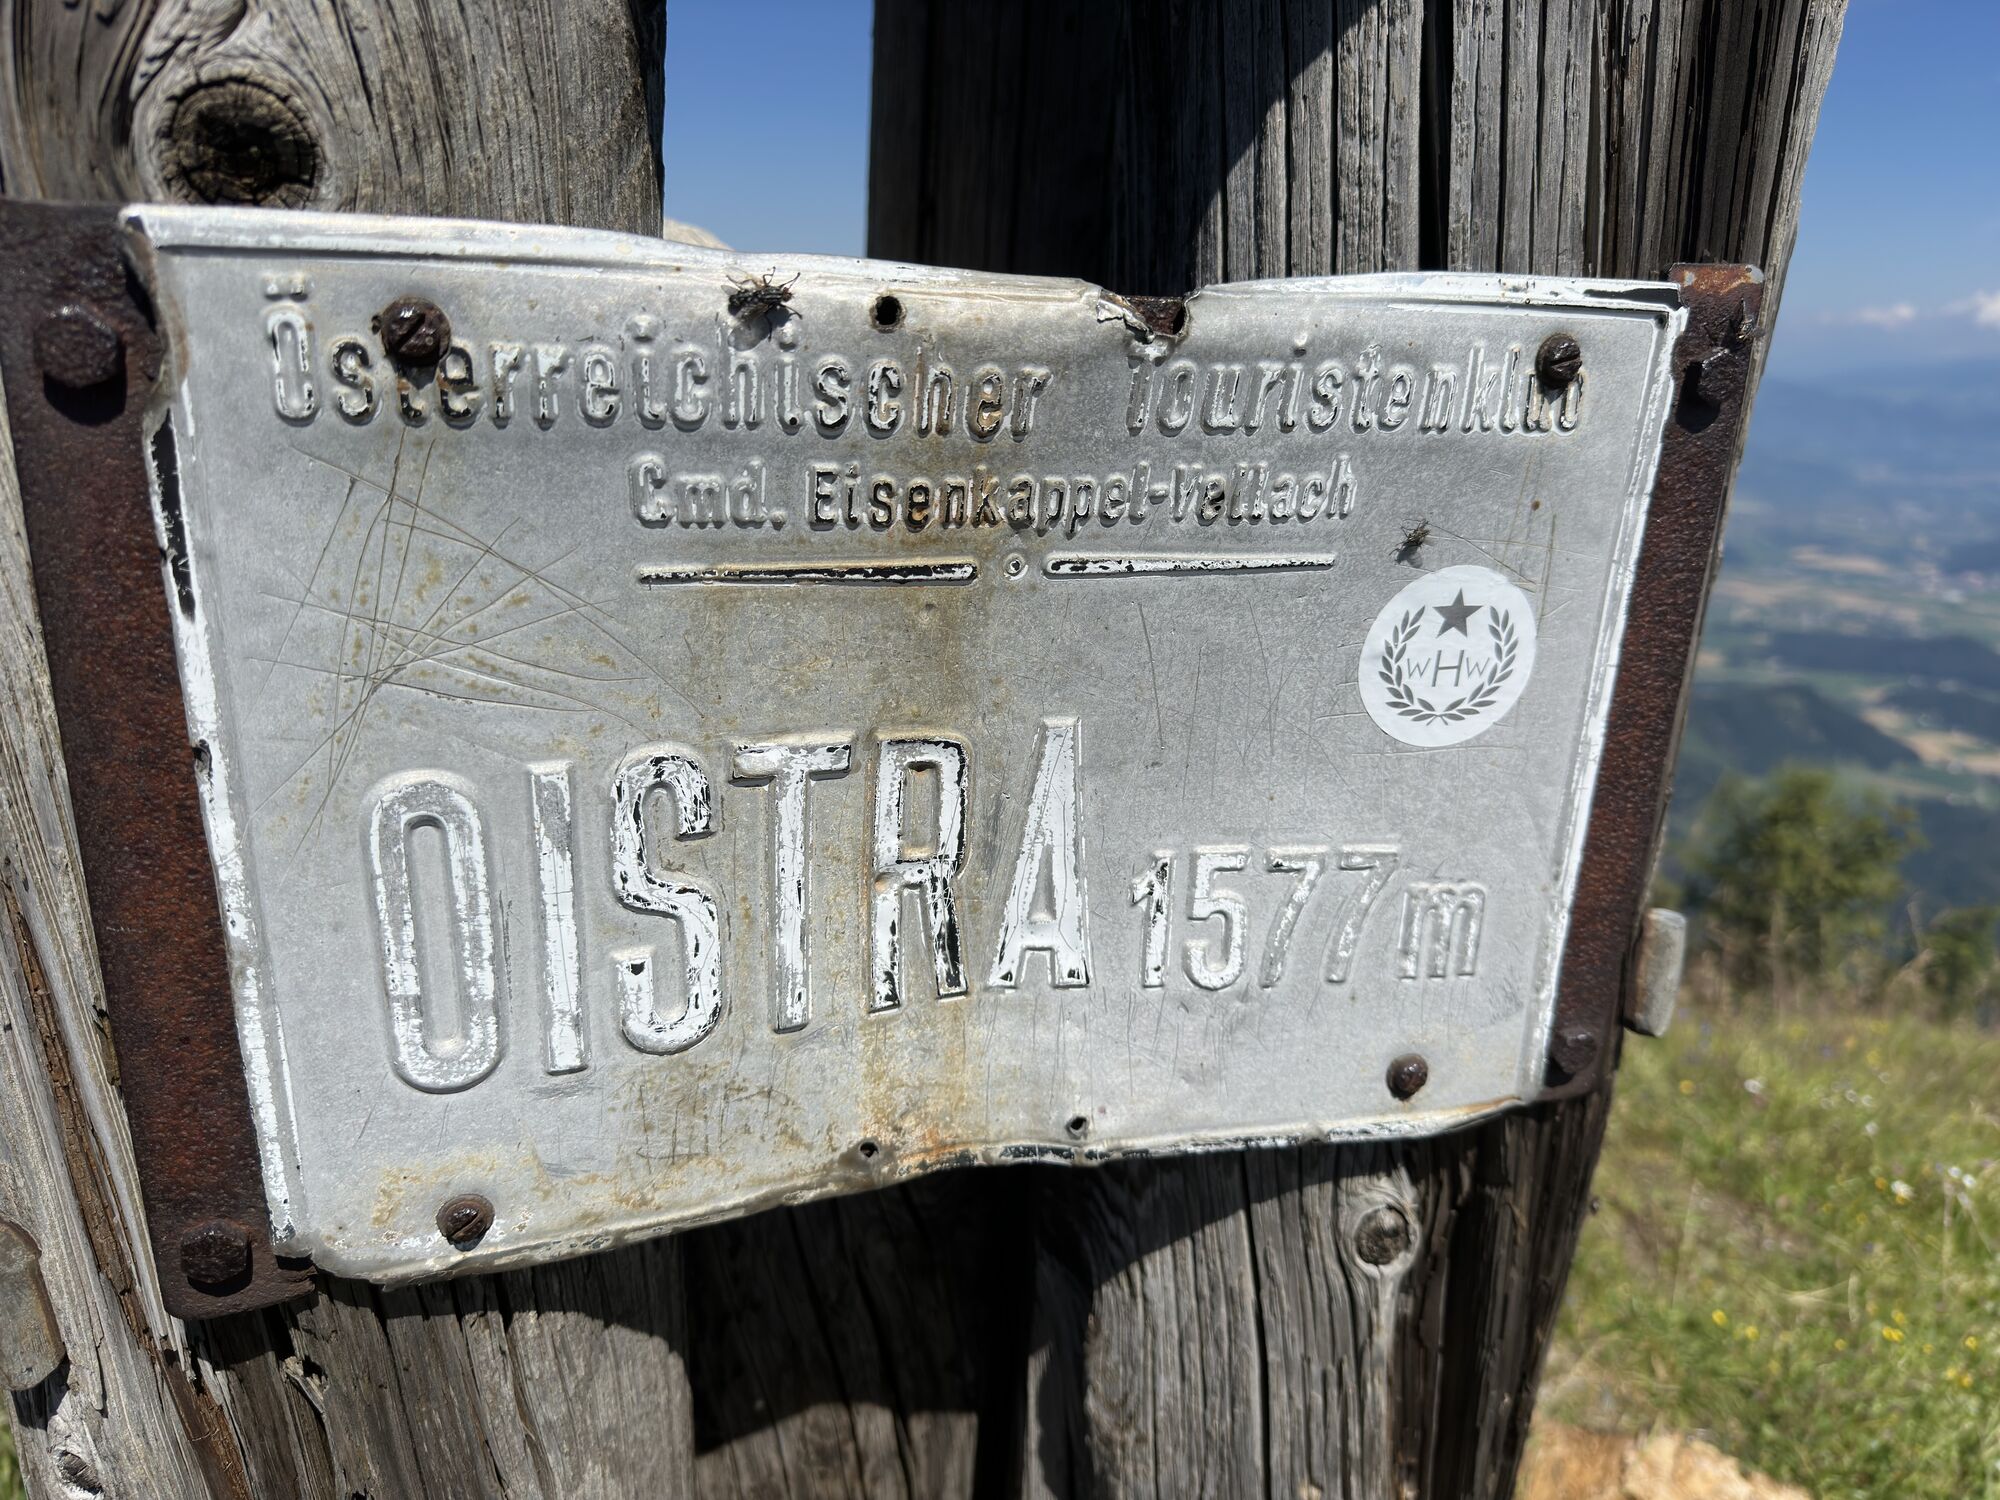 Österreichischer Touristenklub
Gmd. Eisenkappel-Vellach
WHW
OISTRA 1577 m